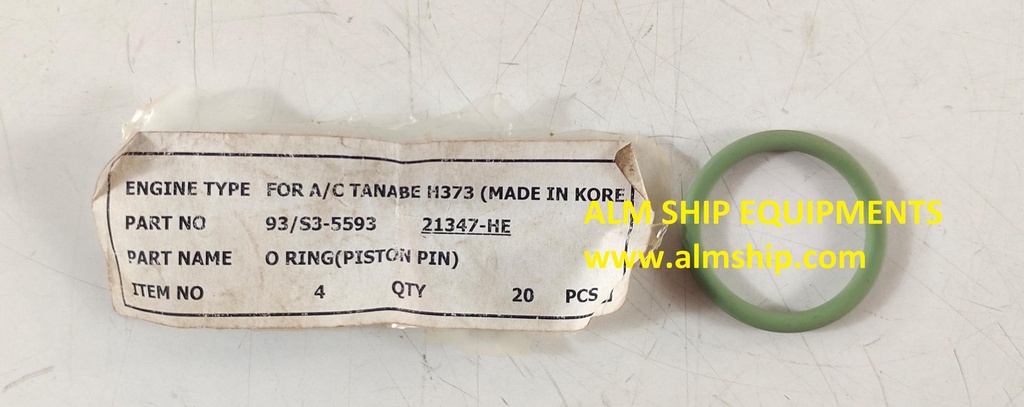 ENGINE TYPE FOR A/C TANABE H373 (MADE IN KORE
PART NO 93/S3-5593 21347-HE
PART NAME O RING(PISTON PIN)
ITEM NO 4 QTY 20 PCS
ALM SHIP EQUIPMENTS
www.almship.com